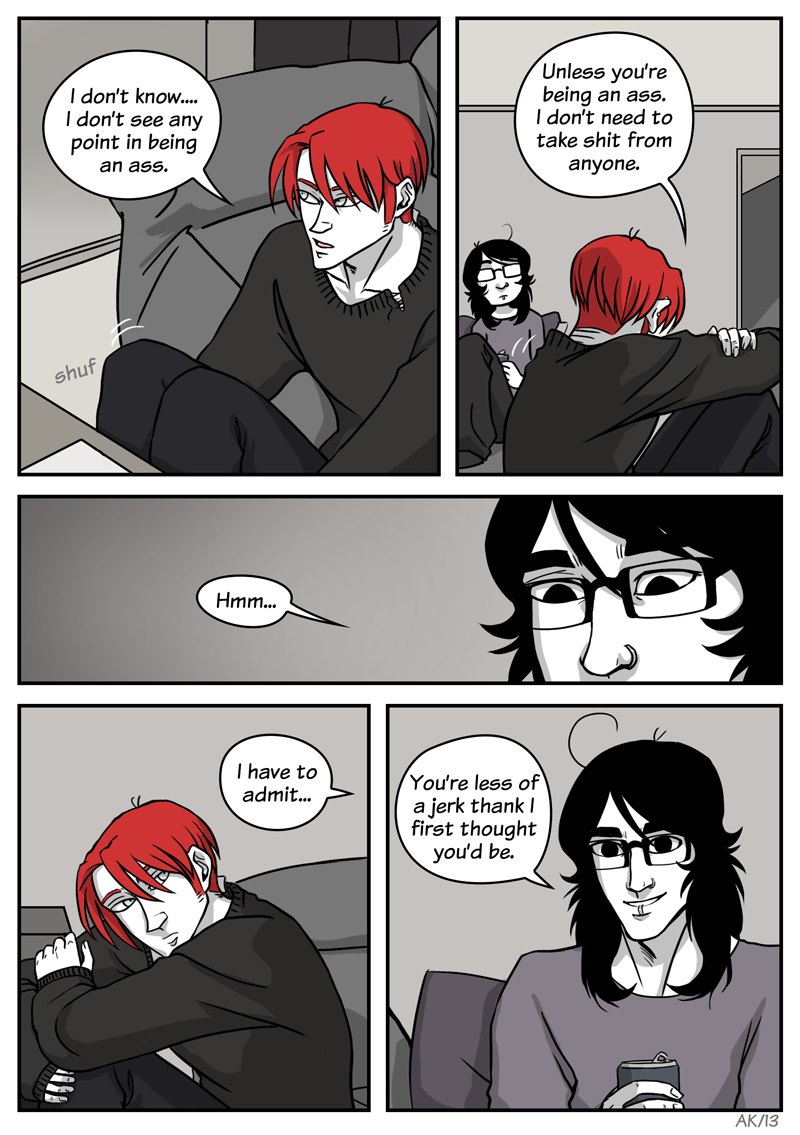 I don't know....
I don't see any
point in being
an ass.
Unless you're
being an ass.
I don't need to
take shit from
anyone.
shuf
Hmm...
I have to
admit...
You're less of
a jerk thank I
first thought
you'd be.
AK/13